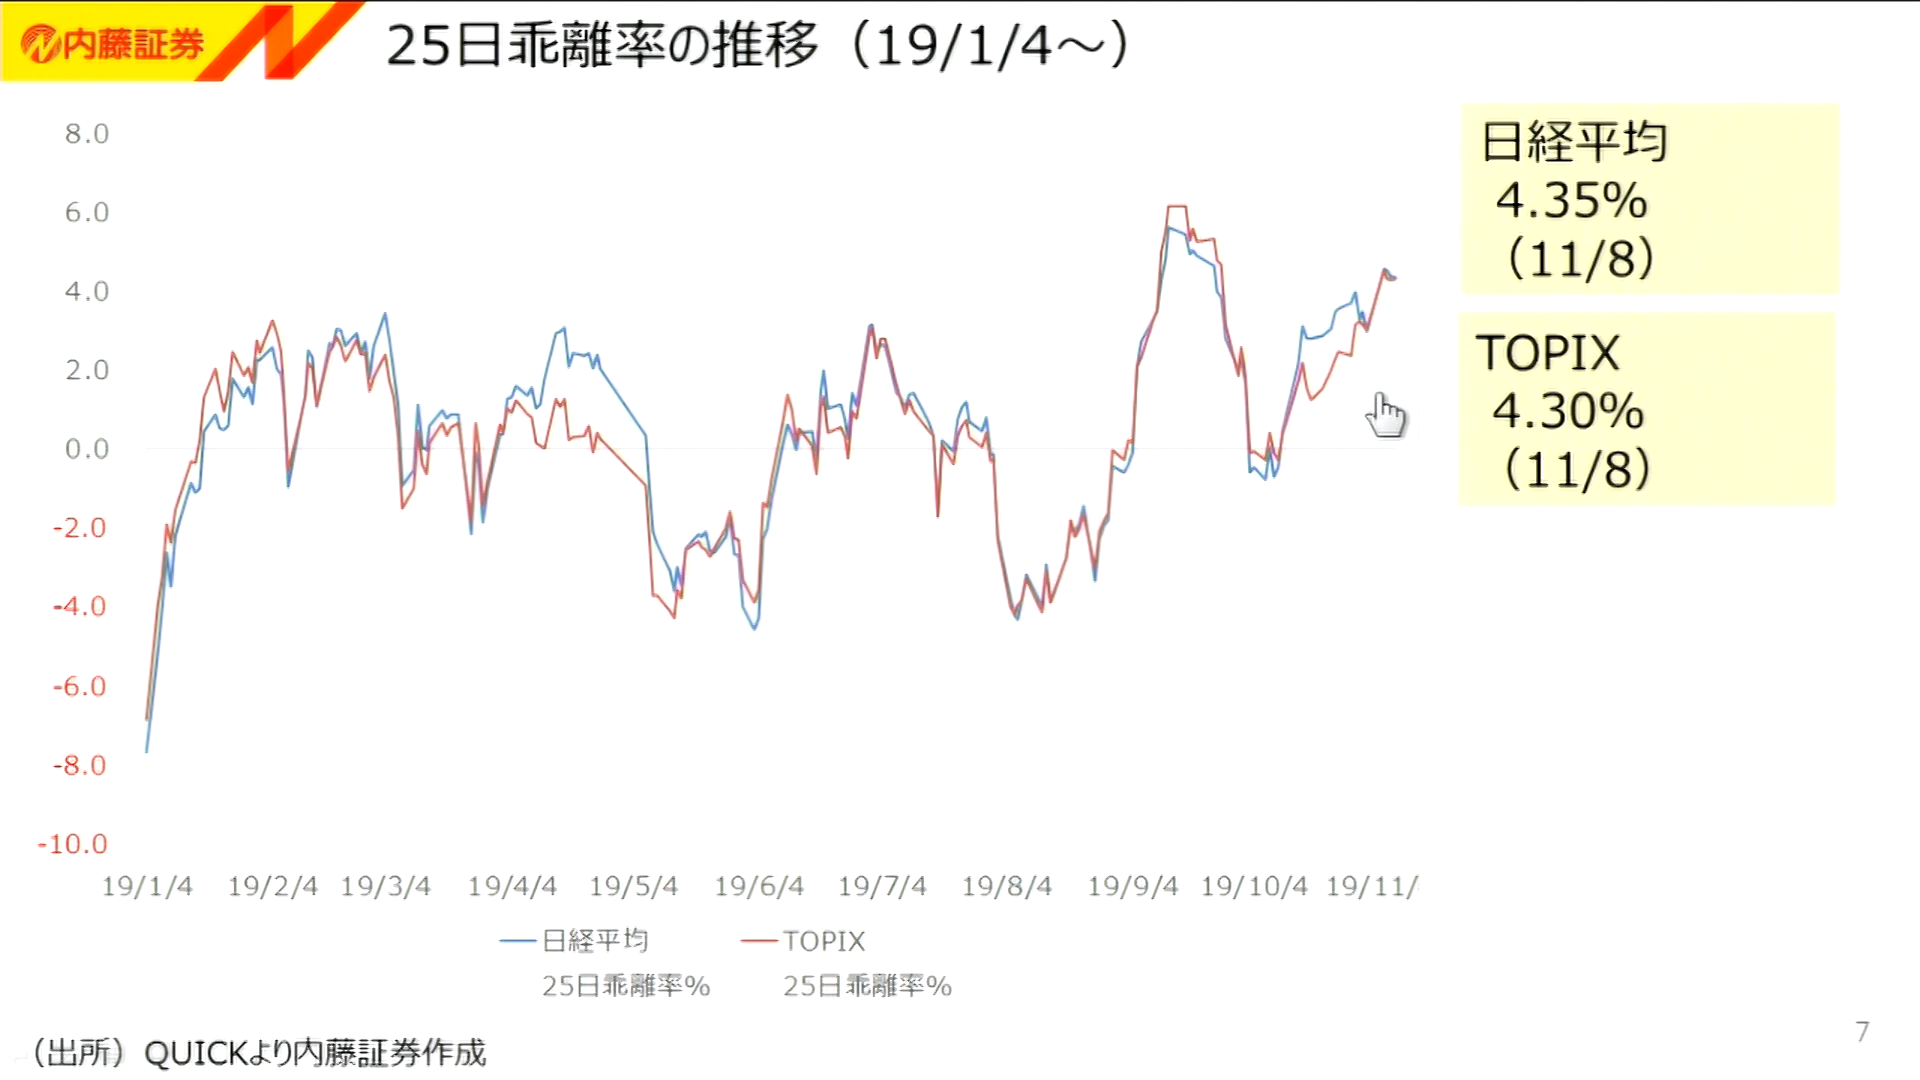 内藤証券
25日乖離率の推移（19/1/4～）
8.0
6.0
4.0
2.0
0.0
-2.0
-4.0
-6.0
-8.0
-10.0
19/1/4 19/2/4 19/3/4 19/4/4 19/5/4 19/6/4 19/7/4 19/8/4 19/9/4 19/10/4 19/11/
日経平均 TOPIX
25日乖離率% 25日乖離率%
日経平均
4.35%
（11/8）
TOPIX
4.30%
（11/8）
（出所）QUICKより内藤証券作成
7